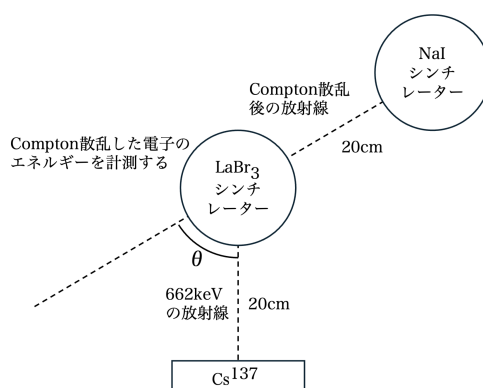 NaI
シンチ
レーター
Compton散乱
後の放射線
20cm
Compton散乱した電子の
エネルギーを計測する
LaBr3
シンチ
レーター
θ
662keV
の放射線
20cm
Cs137